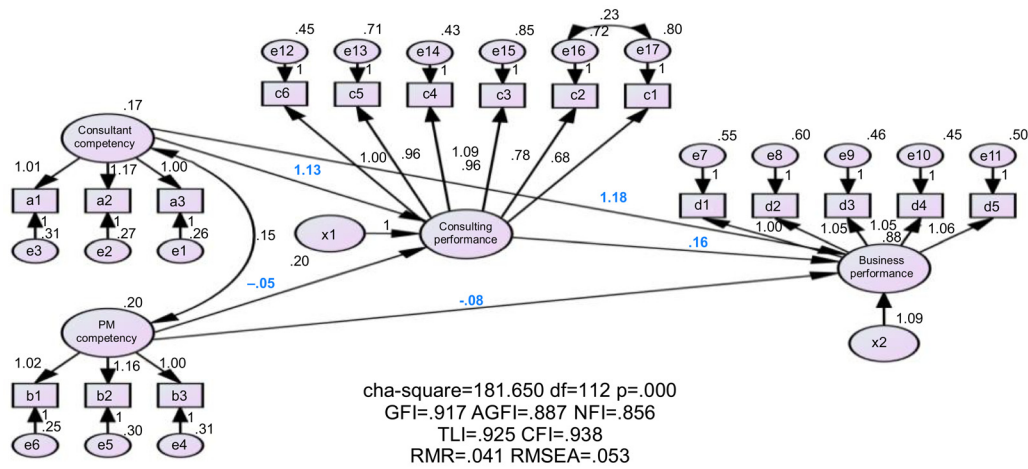 .23
.45 .71 .43 .85 .72 .80
e12 e13 e14 e15 e16 e17
1 1 1 1 1 1
c6 c5 c4 c3 c2 c1
.17
Consultant
competency
1.01 1.17 1.00
a1 a2 a3
1 1 1
.31 .27 .26
e3 e2 e1
1.00 .96 1.09 .96 .78 .68
1.13
1.18
.55 .60 .46 .45 .50
e7 e8 e9 e10 e11
1 1 1 1 1
d1 d2 d3 d4 d5
1.00 1.05 1.05 .88 1.06
x1
1
Consulting
performance
.15
.20
.16
–.05
-.08
Business
performance
1.09
x2
.20
PM
competency
1.02 1.16 1.00
b1 b2 b3
1 1 1
.25 .30 .31
e6 e5 e4
cha-square=181.650 df=112 p=.000
GFI=.917 AGFI=.887 NFI=.856
TLI=.925 CFI=.938
RMR=.041 RMSEA=.053